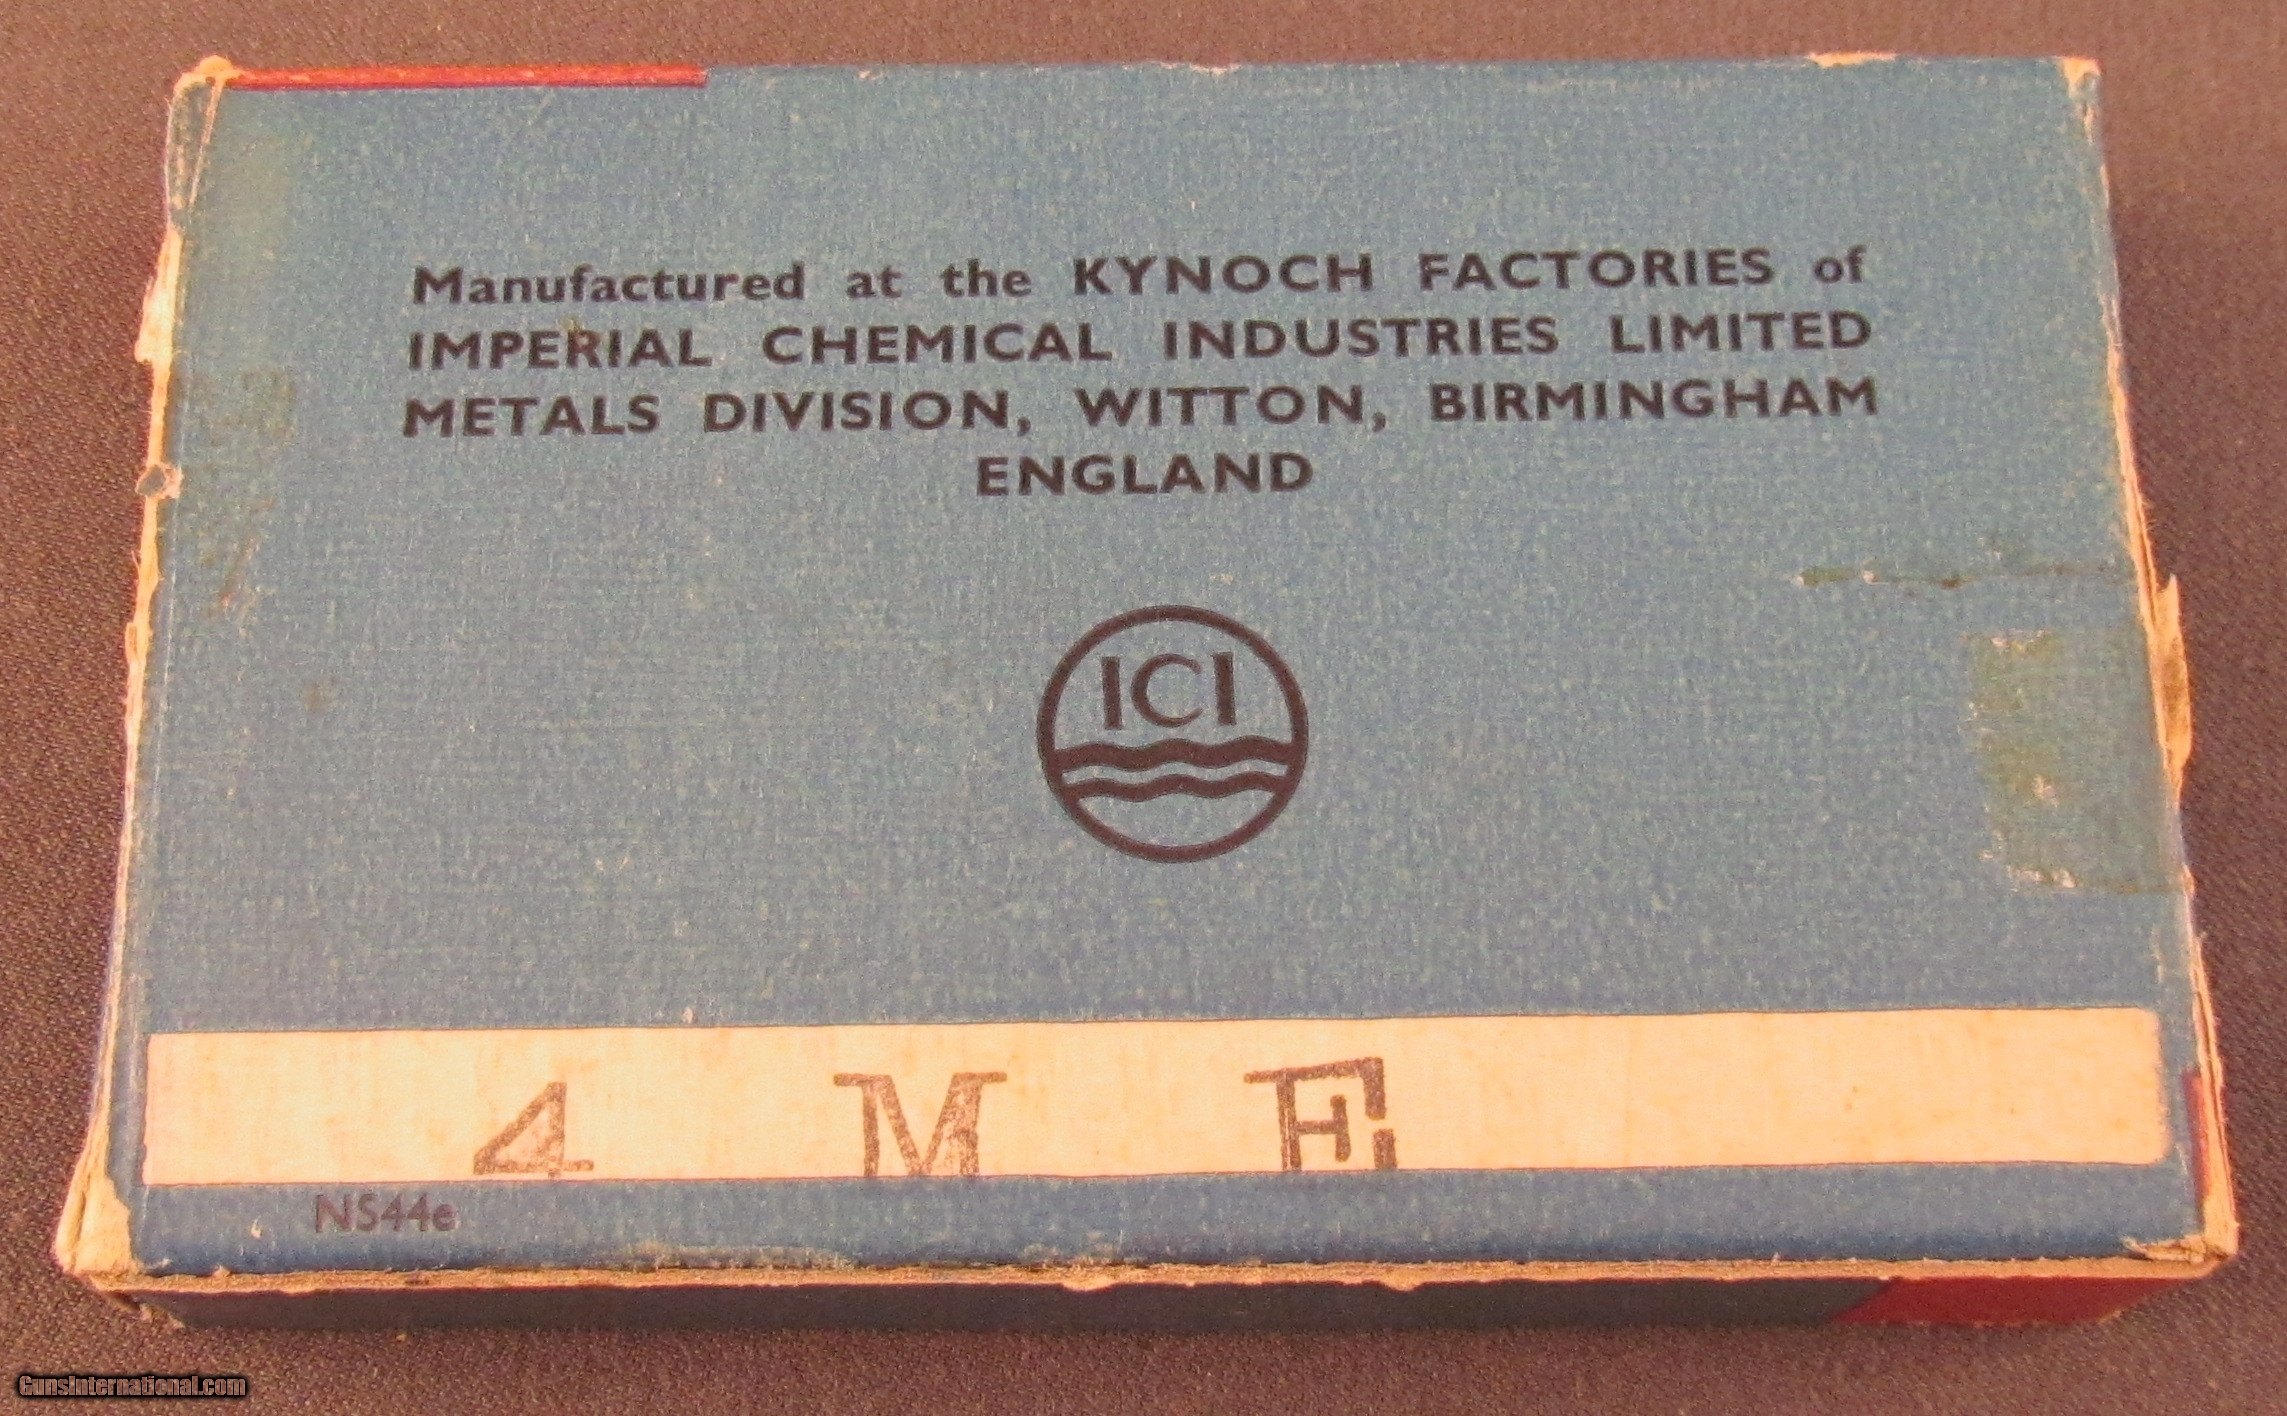 Manufactured at the KYNOCH FACTORIES of
IMPERIAL CHEMICAL INDUSTRIES LIMITED
METALS DIVISION, WITTON, BIRMINGHAM
ENGLAND
ICI
4 M E
NS44e
GunsInternational.com